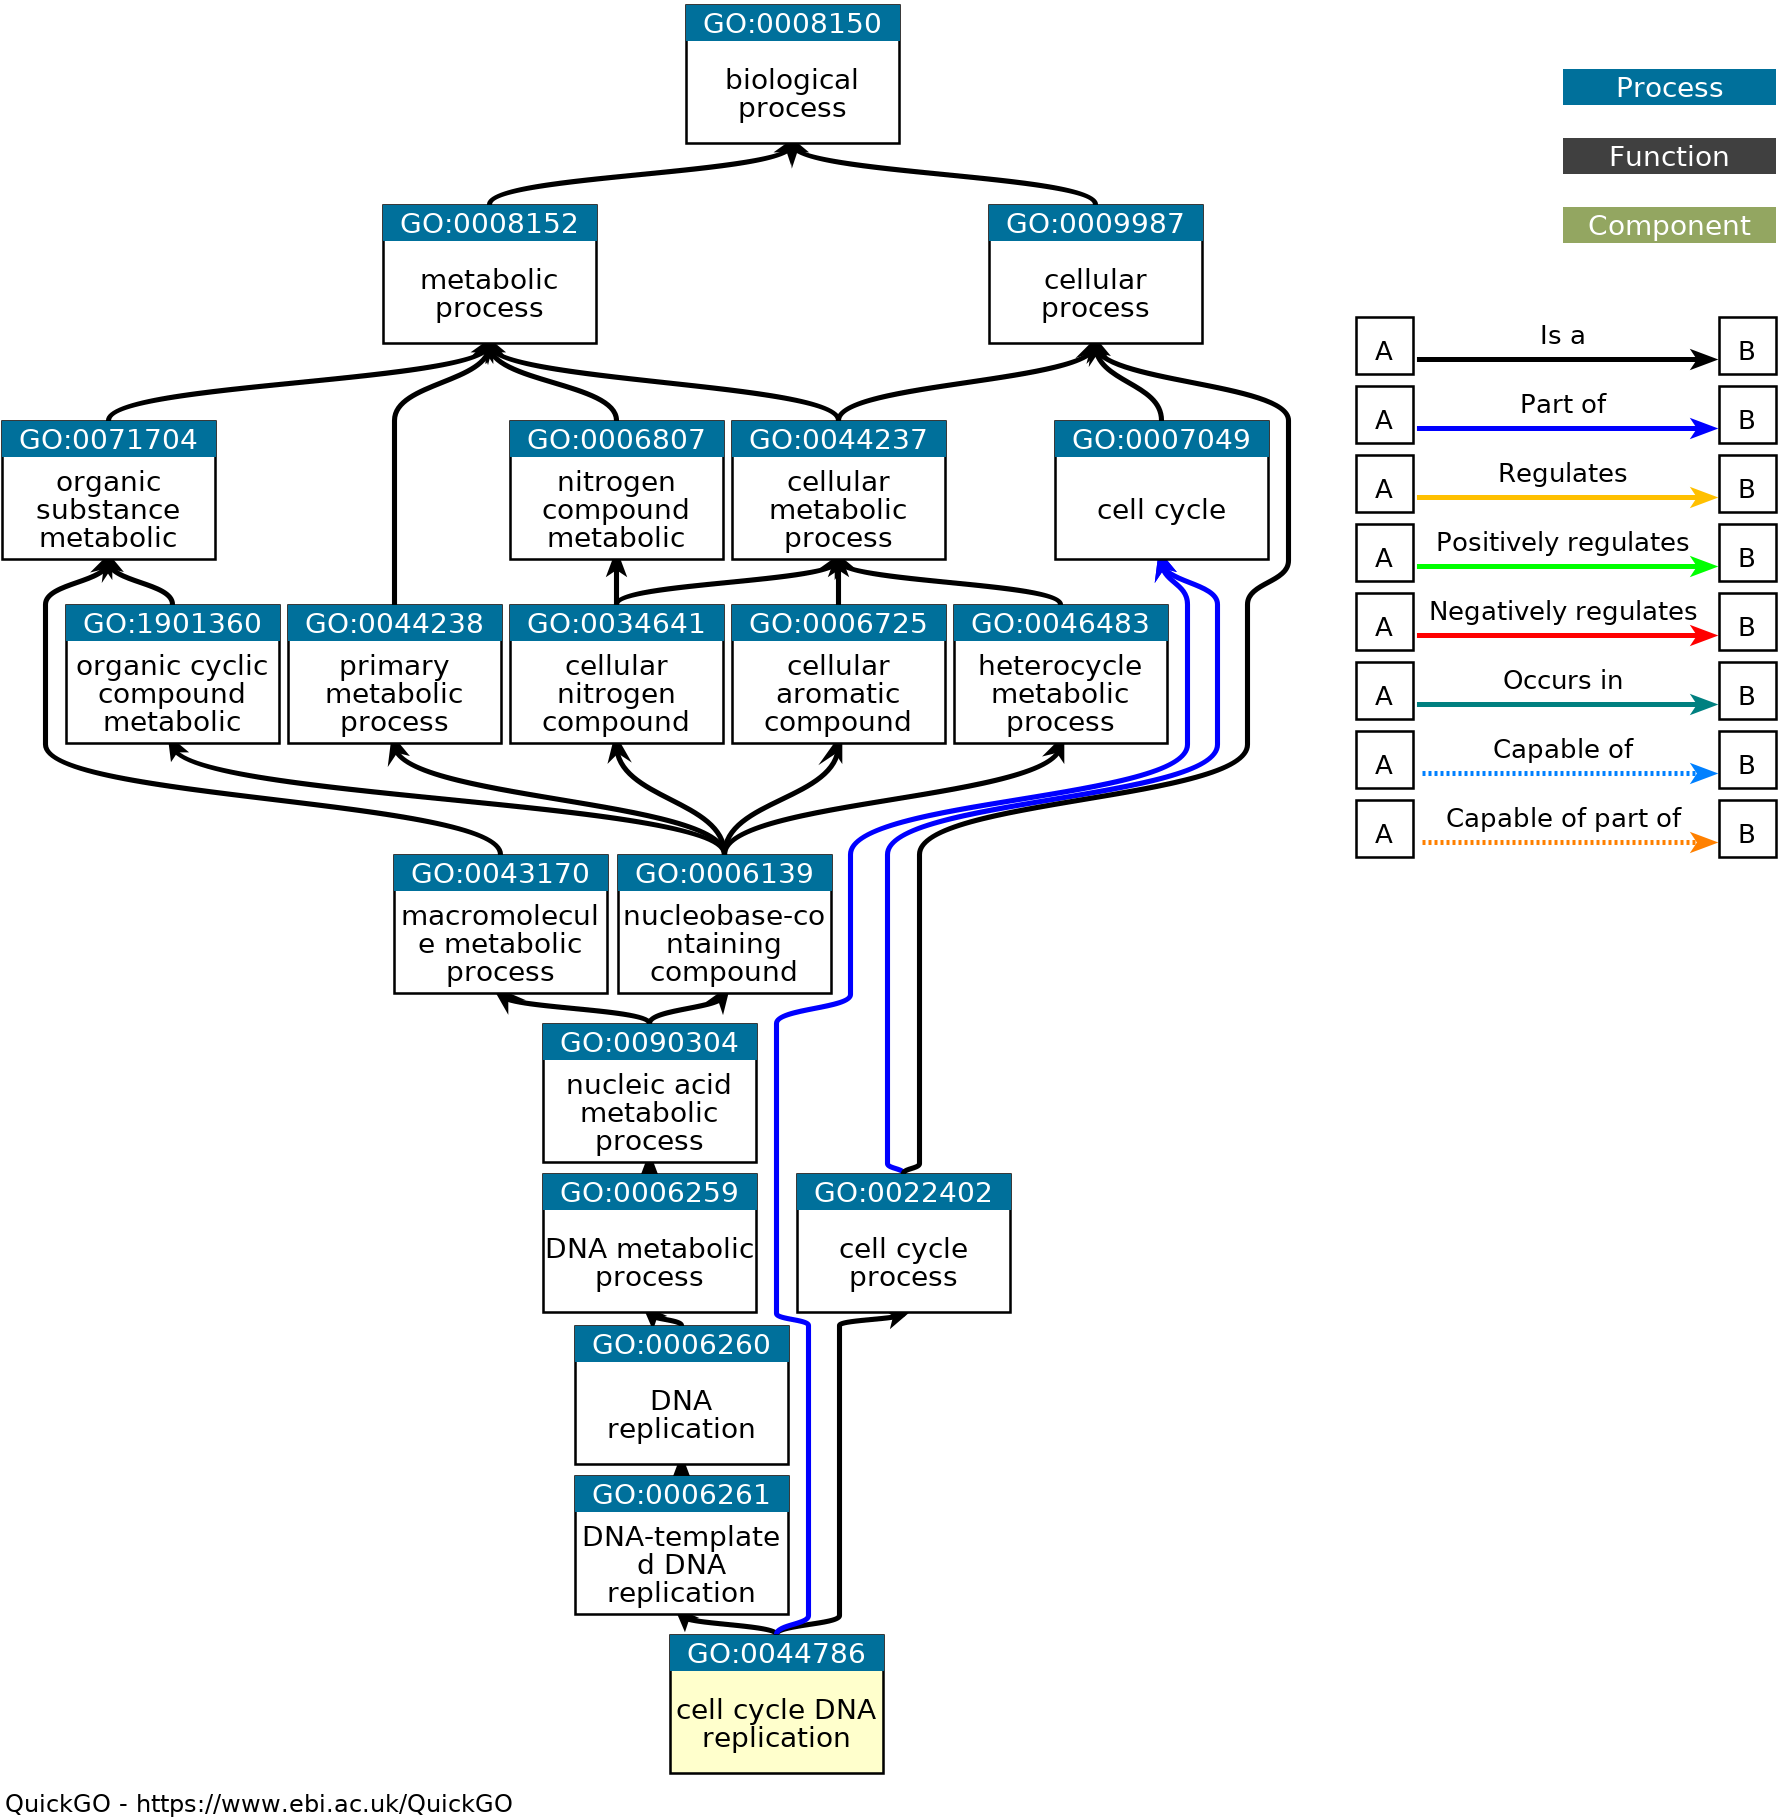 GO:0008150
biological
process
Process
Function
Component
GO:0008152
metabolic
process
GO:0009987
cellular
process
A
Is a
B
A
Part of
B
A
Regulates
B
A
Positively regulates
B
A
Negatively regulates
B
A
Occurs in
B
A
Capable of
B
A
Capable of part of
B
GO:0071704
organic
substance
metabolic
GO:0006807
nitrogen
compound
metabolic
GO:0044237
cellular
metabolic
process
GO:0007049
cell cycle
GO:1901360
organic cyclic
compound
metabolic
GO:0044238
primary
metabolic
process
GO:0034641
cellular
nitrogen
compound
GO:0006725
cellular
aromatic
compound
GO:0046483
heterocycle
metabolic
process
GO:0043170
macromolecul
e metabolic
process
GO:0006139
nucleobase-co
ntaining
compound
GO:0090304
nucleic acid
metabolic
process
GO:0006259
DNA metabolic
process
GO:0022402
cell cycle
process
GO:0006260
DNA
replication
GO:0006261
DNA-template
d DNA
replication
GO:0044786
cell cycle DNA
replication
QuickGO - https://www.ebi.ac.uk/QuickGO